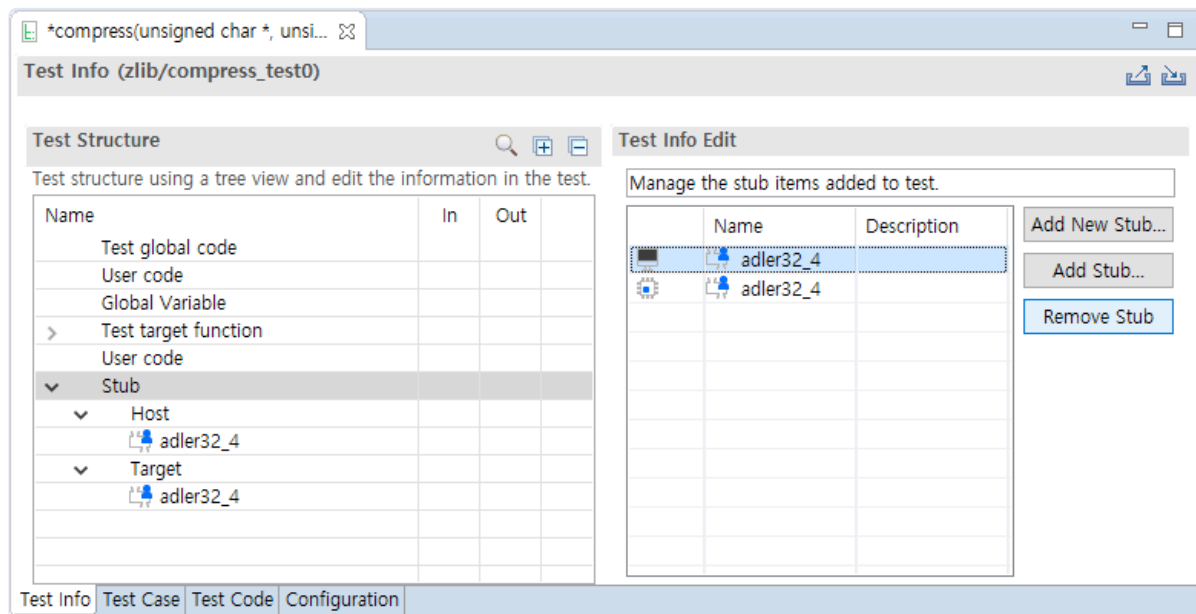 *compress(unsigned char *, unsi...
Test Info (zlib/compress_test0)
Test Structure
Test structure using a tree view and edit the information in the test.
Name In Out
Test global code
User code
Global Variable
Test target function
User code
Stub
Host
adler32_4
Target
adler32_4
Test Info Edit
Manage the stub items added to test.
Name Description
adler32_4
adler32_4
Add New Stub...
Add Stub...
Remove Stub
Test Info Test Case Test Code Configuration